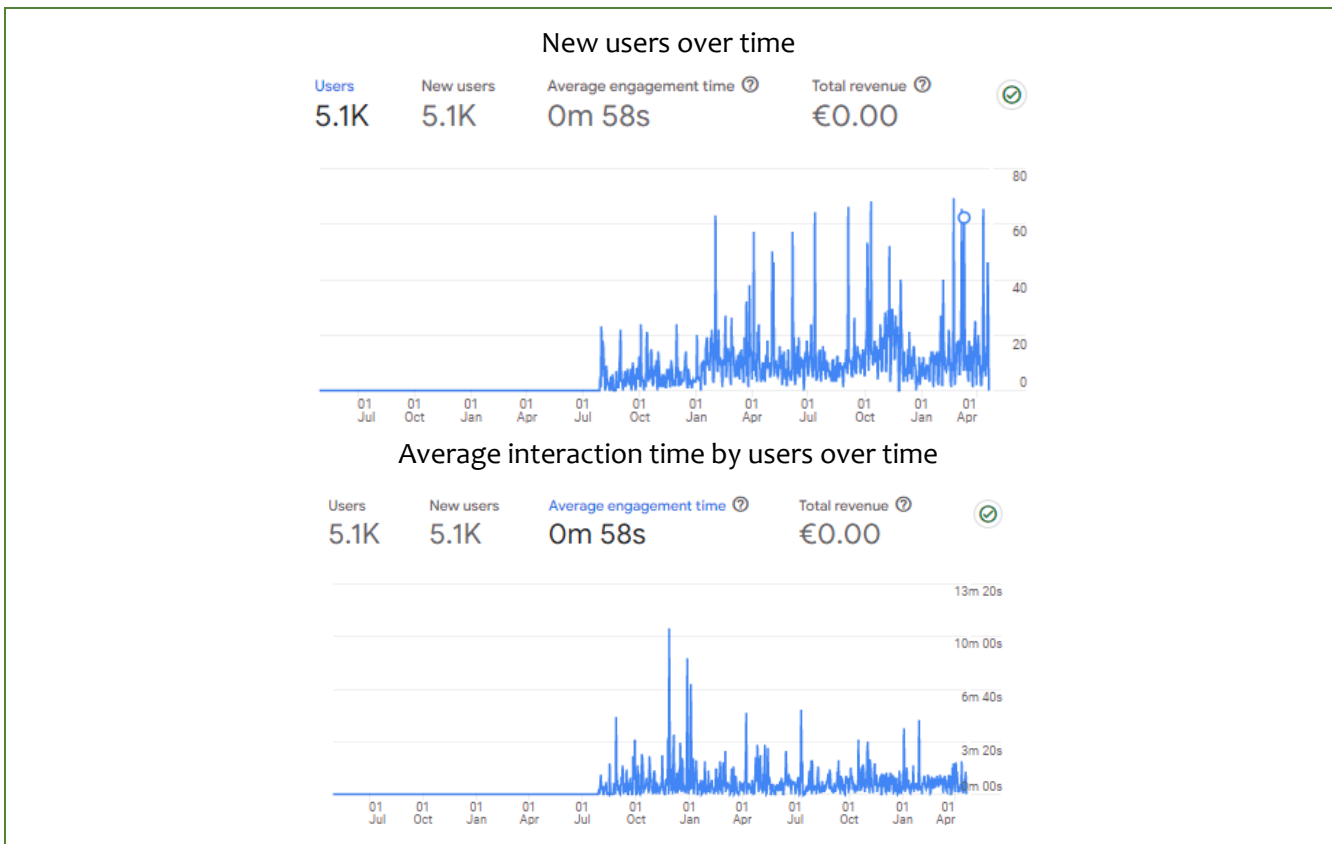 New users over time
Users New users Average engagement time Total revenue
5.1K 5.1K 0m 58s €0.00
80
60
40
20
0
01 01 01 01 01 01 01 01 01 01 01 01
Jul Oct Jan Apr Jul Oct Jan Apr Jul Oct Jan Apr
Average interaction time by users over time
Users New users Average engagement time Total revenue
5.1K 5.1K 0m 58s €0.00
13m 20s
10m 00s
6m 40s
3m 20s
0m 00s
01 01 01 01 01 01 01 01 01 01 01 01
Jul Oct Jan Apr Jul Oct Jan Apr Jul Oct Jan Apr